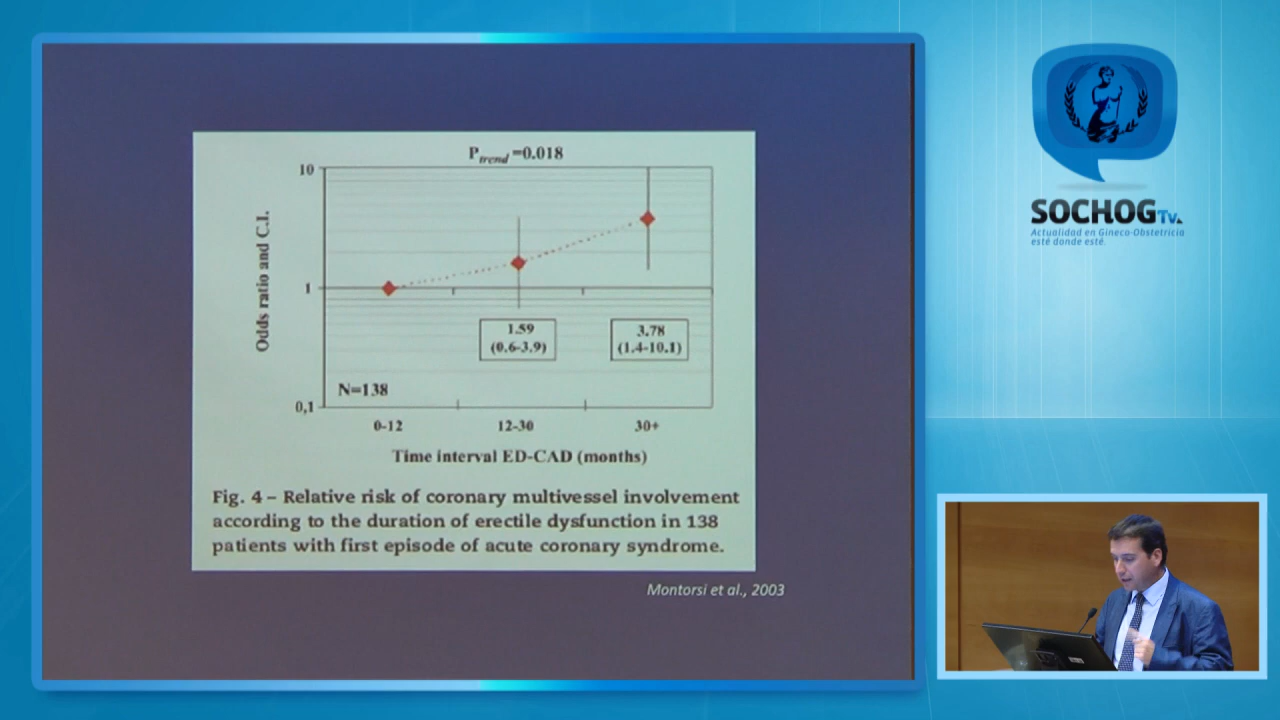 P trend =0.018
10
1
0,1
Odds ratio and C.I.
1.59
(0.6-3.9)
3.78
(1.4-10.1)
N=138
0-12
12-30
30+
Time interval ED-CAD (months)
Fig. 4 – Relative risk of coronary multivessel involvement
according to the duration of erectile dysfunction in 138
patients with first episode of acute coronary syndrome.
Montorsi et al., 2003
SOCHOG Tv.
Actualidad en Gineco-Obstetricia
esté donde esté.